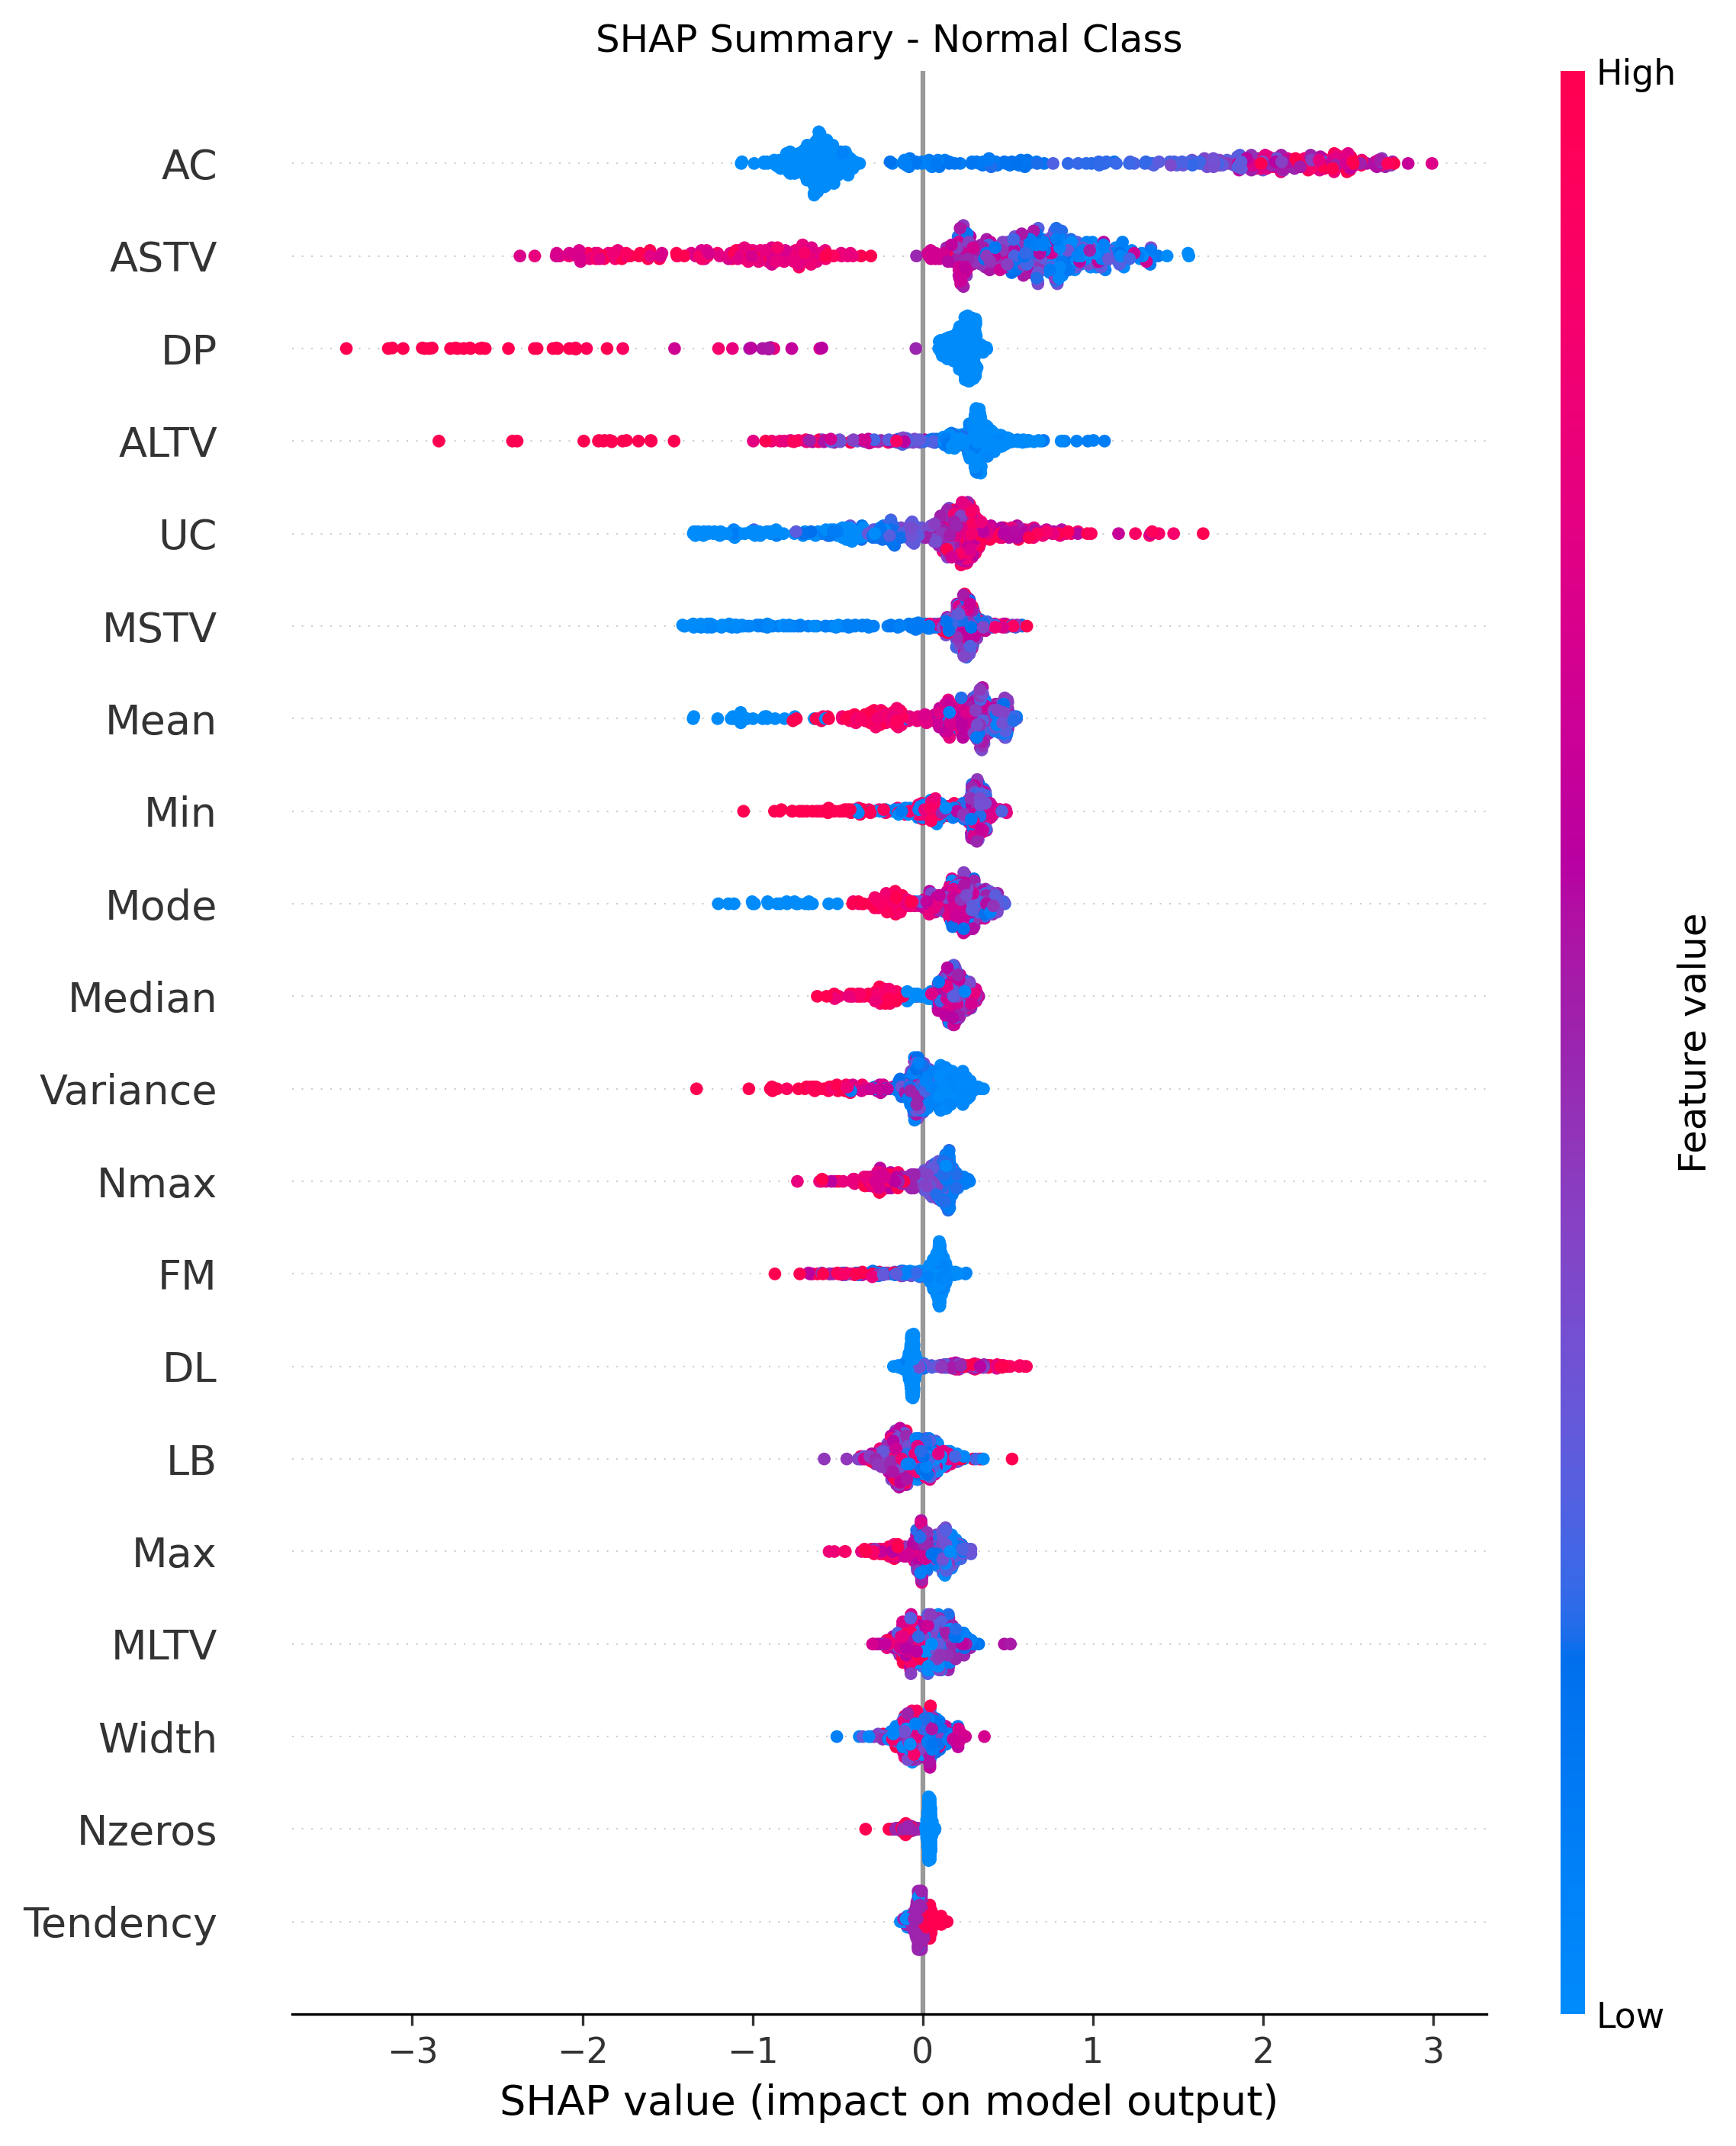 SHAP Summary - Normal Class
High
AC
ASTV
DP
ALTV
UC
MSTV
Mean
Min
Mode
Median
Variance
Nmax
FM
DL
LB
Max
MLTV
Width
Nzeros
Tendency
Feature value
Low
−3 −2 −1 0 1 2 3
SHAP value (impact on model output)